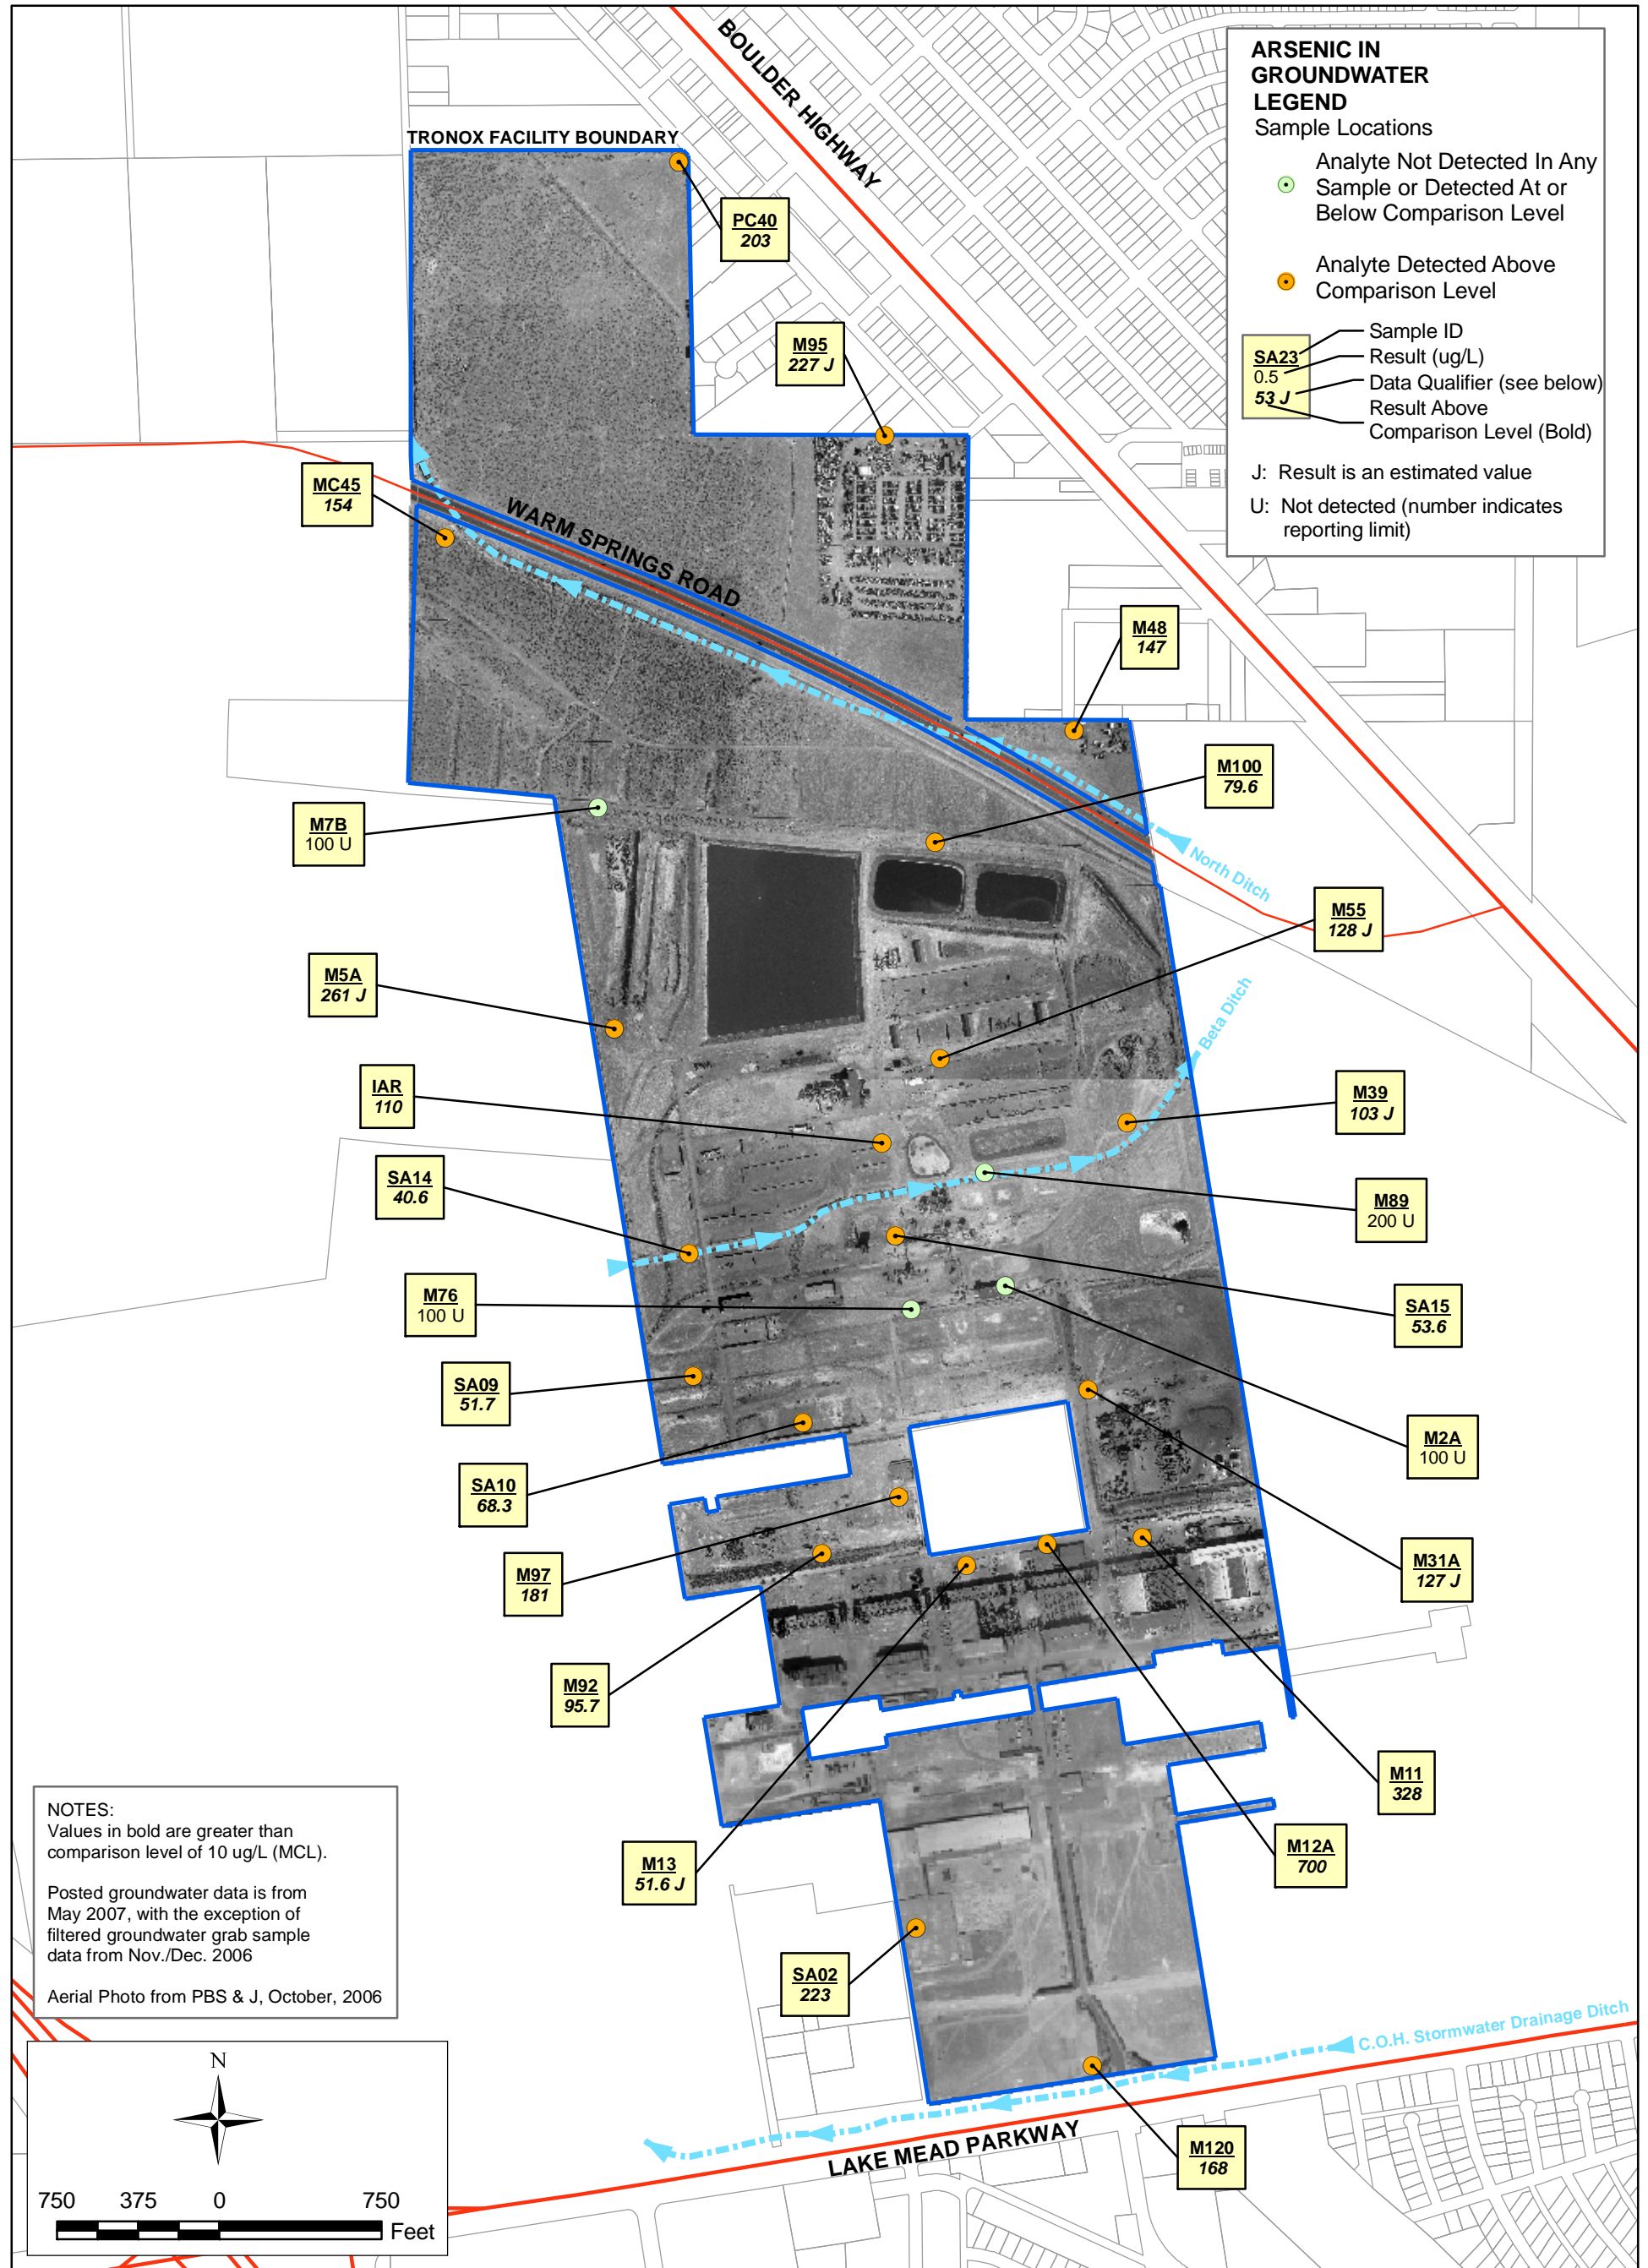 BOULDER HIGHWAY
ARSENIC IN
GROUNDWATER
LEGEND
Sample Locations
Analyte Not Detected In Any
Sample or Detected At or
Below Comparison Level
Analyte Detected Above
Comparison Level
SA23
0.5
53 J
Sample ID
Result (ug/L)
Data Qualifier (see below)
Result Above
Comparison Level (Bold)
J: Result is an estimated value
U: Not detected (number indicates
reporting limit)
TRONOX FACILITY BOUNDARY
PC40
203
M95
227 J
MC45
154
WARM SPRINGS ROAD
M48
147
M100
79.6
M7B
100 U
North Ditch
M55
128 J
M5A
261 J
Beta Ditch
IAR
110
M39
103 J
SA14
40.6
M89
200 U
M76
100 U
SA15
53.6
SA09
51.7
M2A
100 U
SA10
68.3
M97
181
M31A
127 J
M92
95.7
M11
328
M13
51.6 J
M12A
700
SA02
223
NOTES:
Values in bold are greater than
comparison level of 10 ug/L (MCL).
Posted groundwater data is from
May 2007, with the exception of
filtered groundwater grab sample
data from Nov./Dec. 2006
Aerial Photo from PBS & J, October, 2006
C.O.H. Stormwater Drainage Ditch
LAKE MEAD PARKWAY
M120
168
N
750 375 0 750
Feet